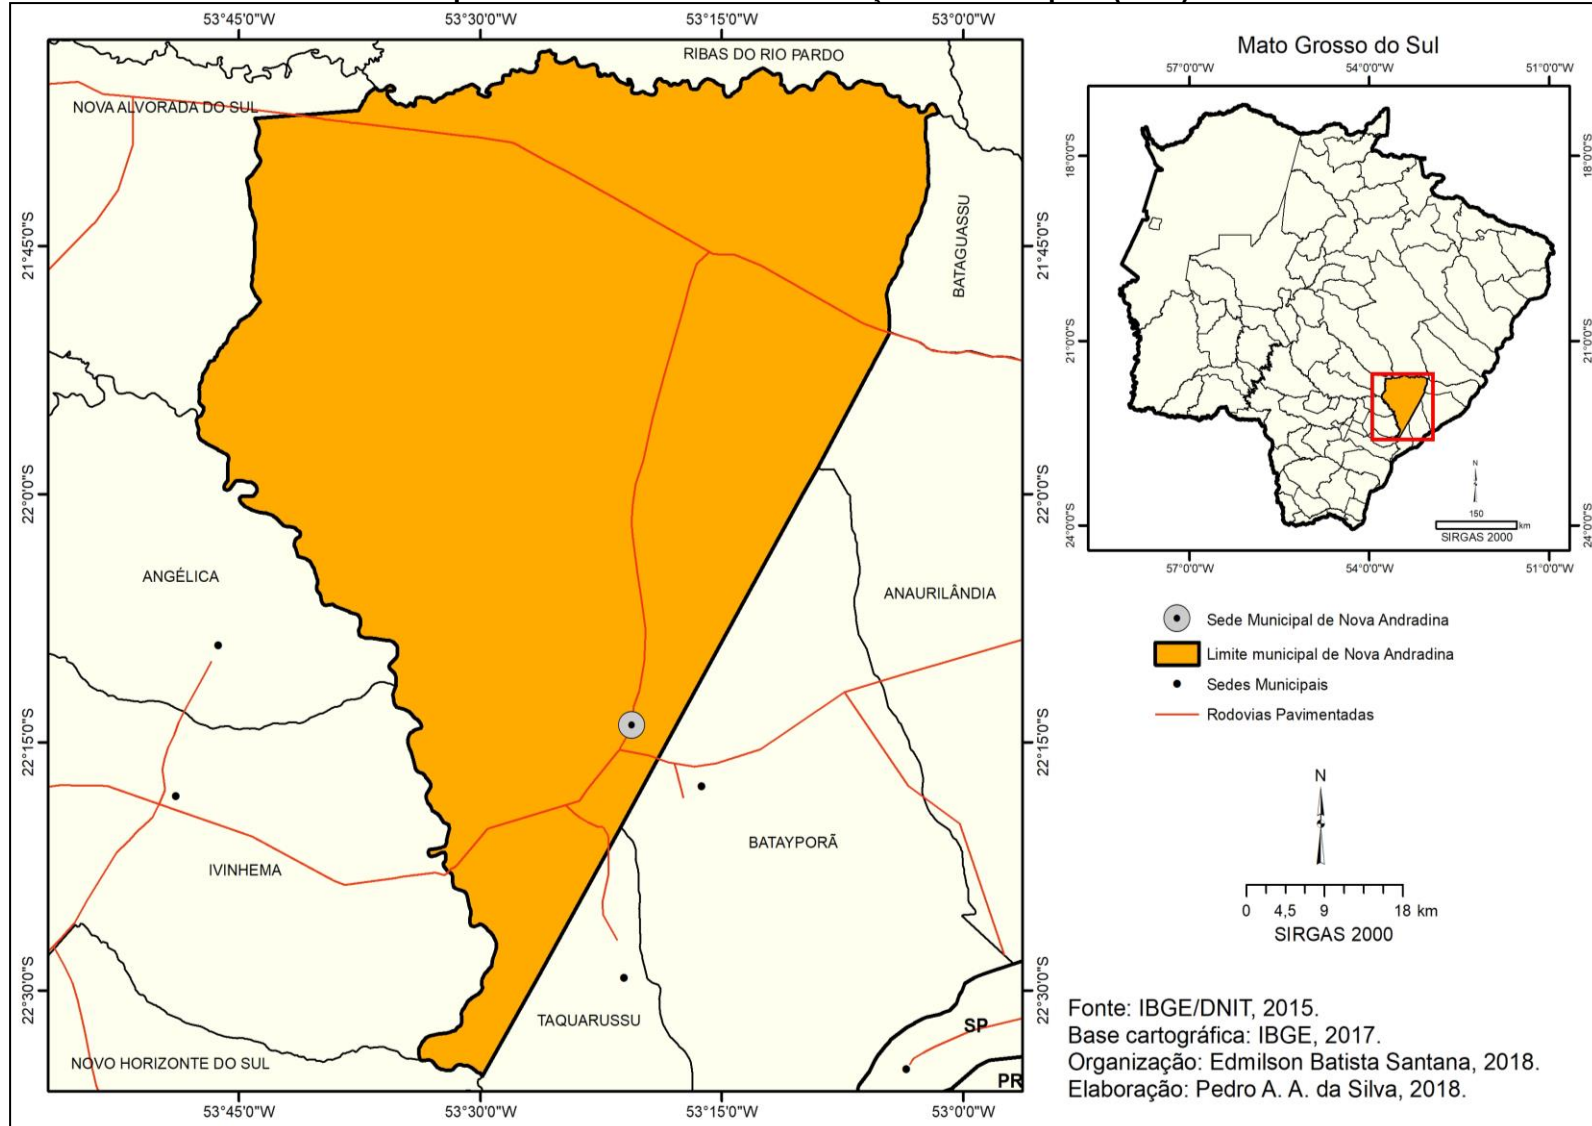 53°45'0"W 53°30'0"W 53°15'0"W 53°0'0"W
RIBAS DO RIO PARDO
NOVA ALVORADA DO SUL
BATAGUASSU
21°45'0"S
21°45'0"S
22°0'0"S
22°0'0"S
ANGÉLICA
ANAURILÂNDIA
22°15'0"S
22°15'0"S
IVINHEMA
BATAYPORÃ
22°30'0"S
22°30'0"S
TAQUARUSSU
NOVO HORIZONTE DO SUL
SP
PR
53°45'0"W 53°30'0"W 53°15'0"W 53°0'0"W
Mato Grosso do Sul
57°0'0"W 54°0'0"W 51°0'0"W
18°0'0"S
18°0'0"S
21°0'0"S
21°0'0"S
24°0'0"S
24°0'0"S
N
150
km
SIRGAS 2000
57°0'0"W 54°0'0"W 51°0'0"W
Sede Municipal de Nova Andradina
Limite municipal de Nova Andradina
Sedes Municipais
Rodovias Pavimentadas
N
0 4,5 9 18 km
SIRGAS 2000
Fonte: IBGE/DNIT, 2015.
Base cartográfica: IBGE, 2017.
Organização: Edmilson Batista Santana, 2018.
Elaboração: Pedro A. A. da Silva, 2018.